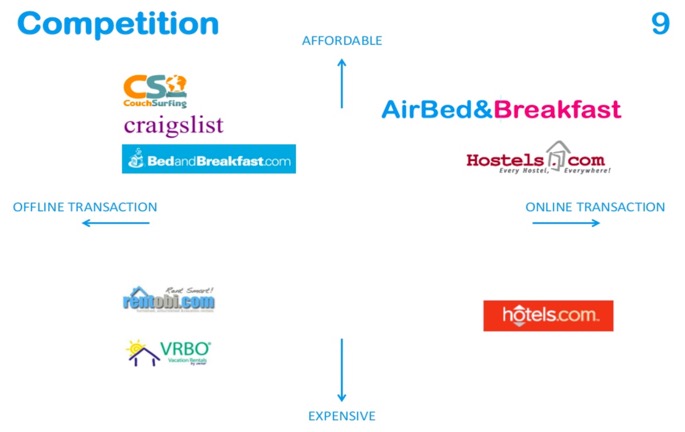 Competition
9
AFFORDABLE
CS
CouchSurfing
craigslist
BedandBreakfast.com
AirBed&Breakfast
Hostels.com
Every Hostel, Everywhere!
OFFLINE TRANSACTION
ONLINE TRANSACTION
Rent Smart!
rentobi.com
hotels.com
VRBO®
Vacation Rentals
EXPENSIVE